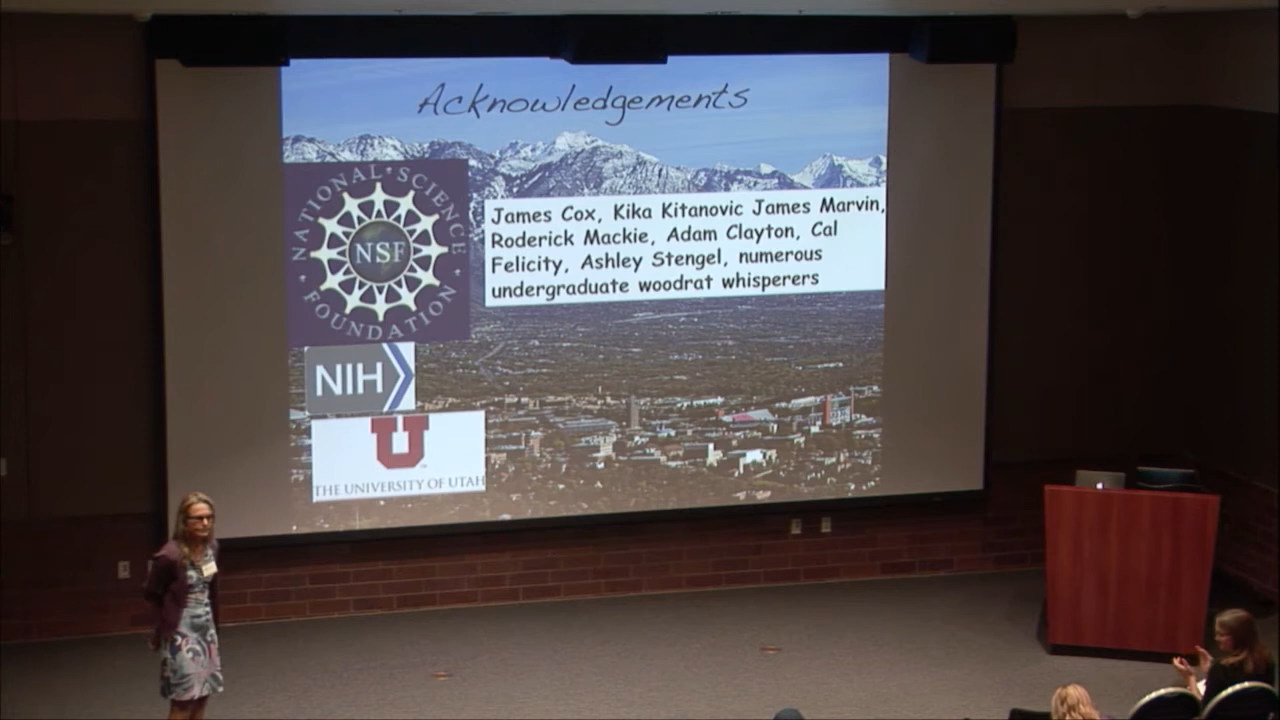 Acknowledgements
NATIONAL SCIENCE
NSF
FOUNDATION
James Cox, Kika Kitanovic James Marvin,
Roderick Mackie, Adam Clayton, Cal
Felicity, Ashley Stengel, numerous
undergraduate woodrat whisperers
NIH
U
THE UNIVERSITY OF UTAH